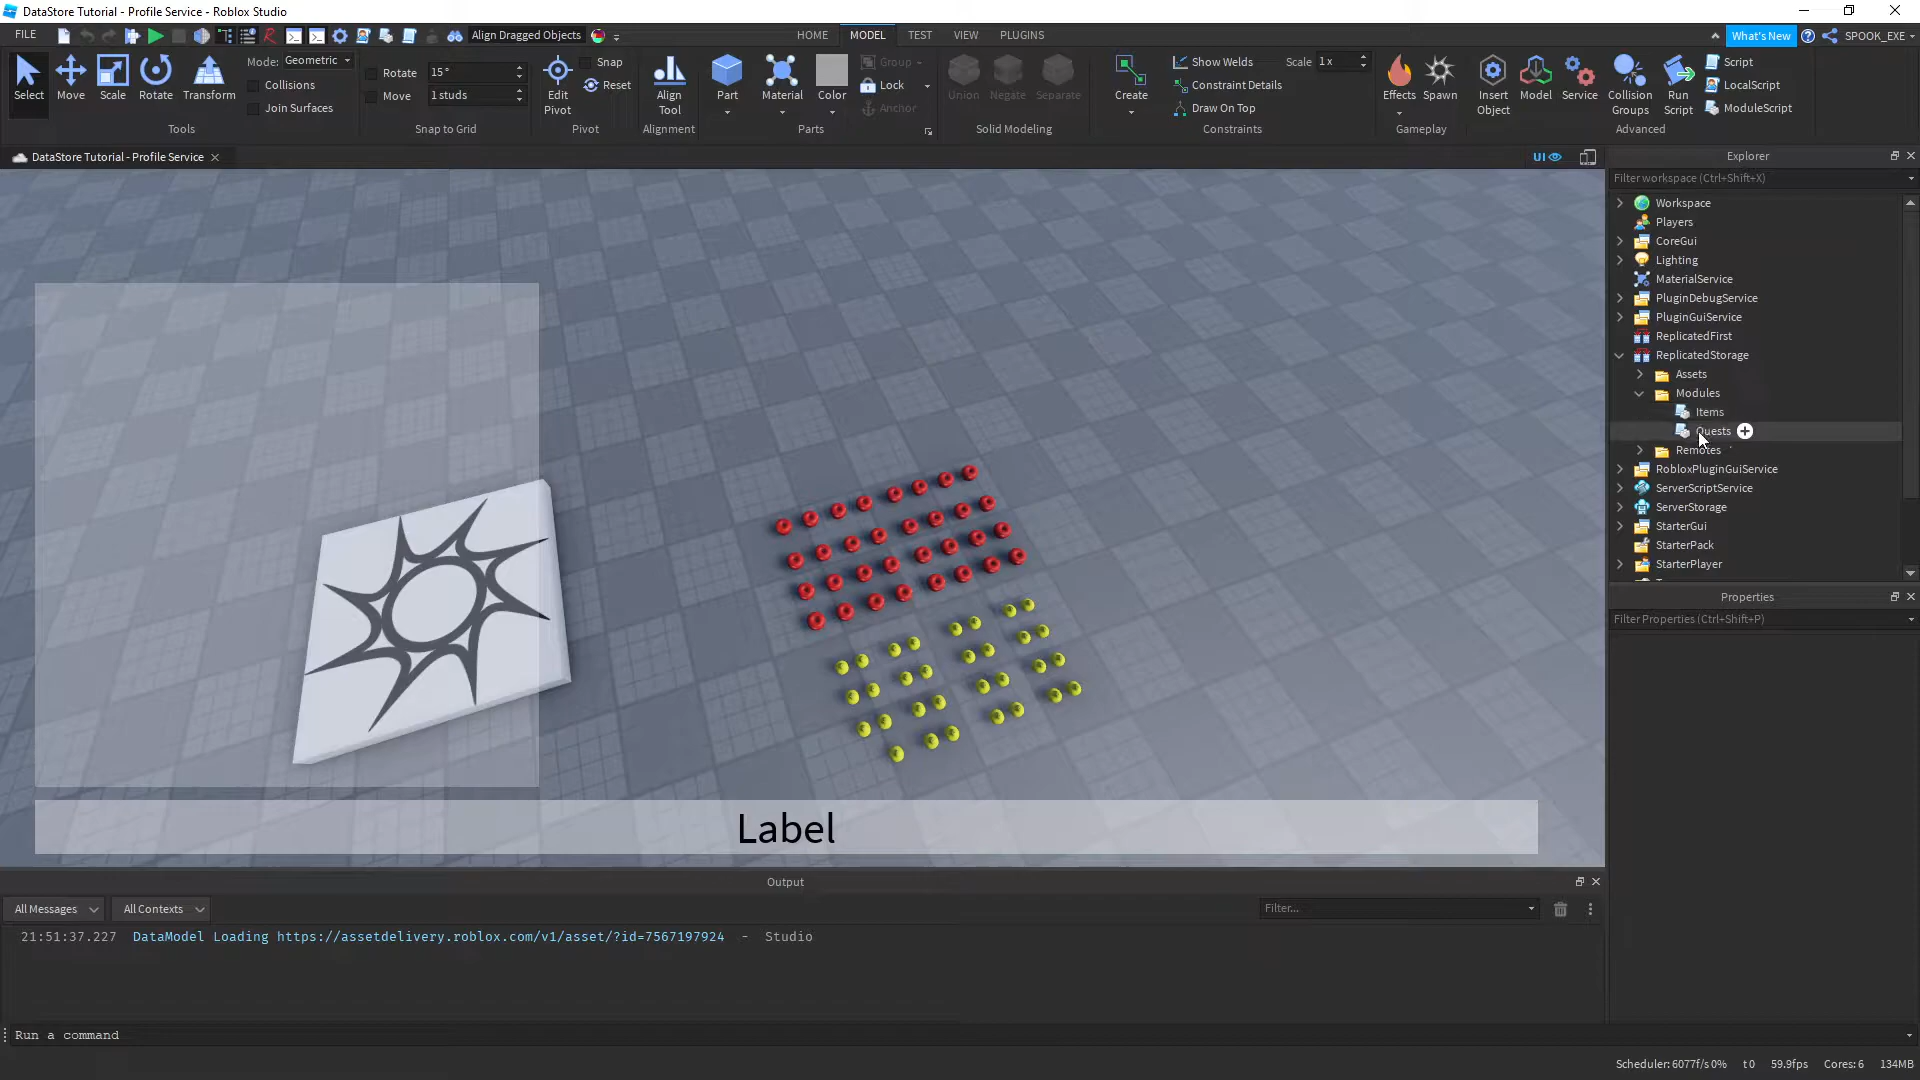 DataStore Tutorial - Profile Service - Roblox Studio
FILE
Align Dragged Objects
HOME
MODEL
TEST
VIEW
PLUGINS
What's New
SPOOK_EXE
Select
Move
Scale
Rotate
Transform
Mode: Geometric
Collisions
Join Surfaces
Tools
Rotate 15°
Move 1 studs
Snap to Grid
Edit
Pivot
Snap
Reset
Pivot
Align
Tool
Alignment
Part
Material
Color
Group
Lock
Anchor
Parts
Union
Negate
Separate
Solid Modeling
Create
Show Welds
Scale 1 x
Constraint Details
Draw On Top
Constraints
Effects
Spawn
Gameplay
Insert
Object
Model
Service
Collision
Groups
Run
Script
Script
LocalScript
ModuleScript
Advanced
DataStore Tutorial - Profile Service
UI
Explorer
Filter workspace (Ctrl+Shift+X)
Workspace
Players
CoreGui
Lighting
MaterialService
PluginDebugService
PluginGuiService
ReplicatedFirst
ReplicatedStorage
Assets
Modules
Items
Quests
Remotes
RobloxPluginGuiService
ServerScriptService
ServerStorage
StarterGui
StarterPack
StarterPlayer
Properties
Filter Properties (Ctrl+Shift+P)
Label
Output
All Messages
All Contexts
Filter...
21:51:37.227 DataModel Loading https://assetdelivery.roblox.com/v1/asset/?id=7567197924 - Studio
Run a command
Scheduler: 6077f/s 0% t 0 59.9fps Cores: 6 134MB